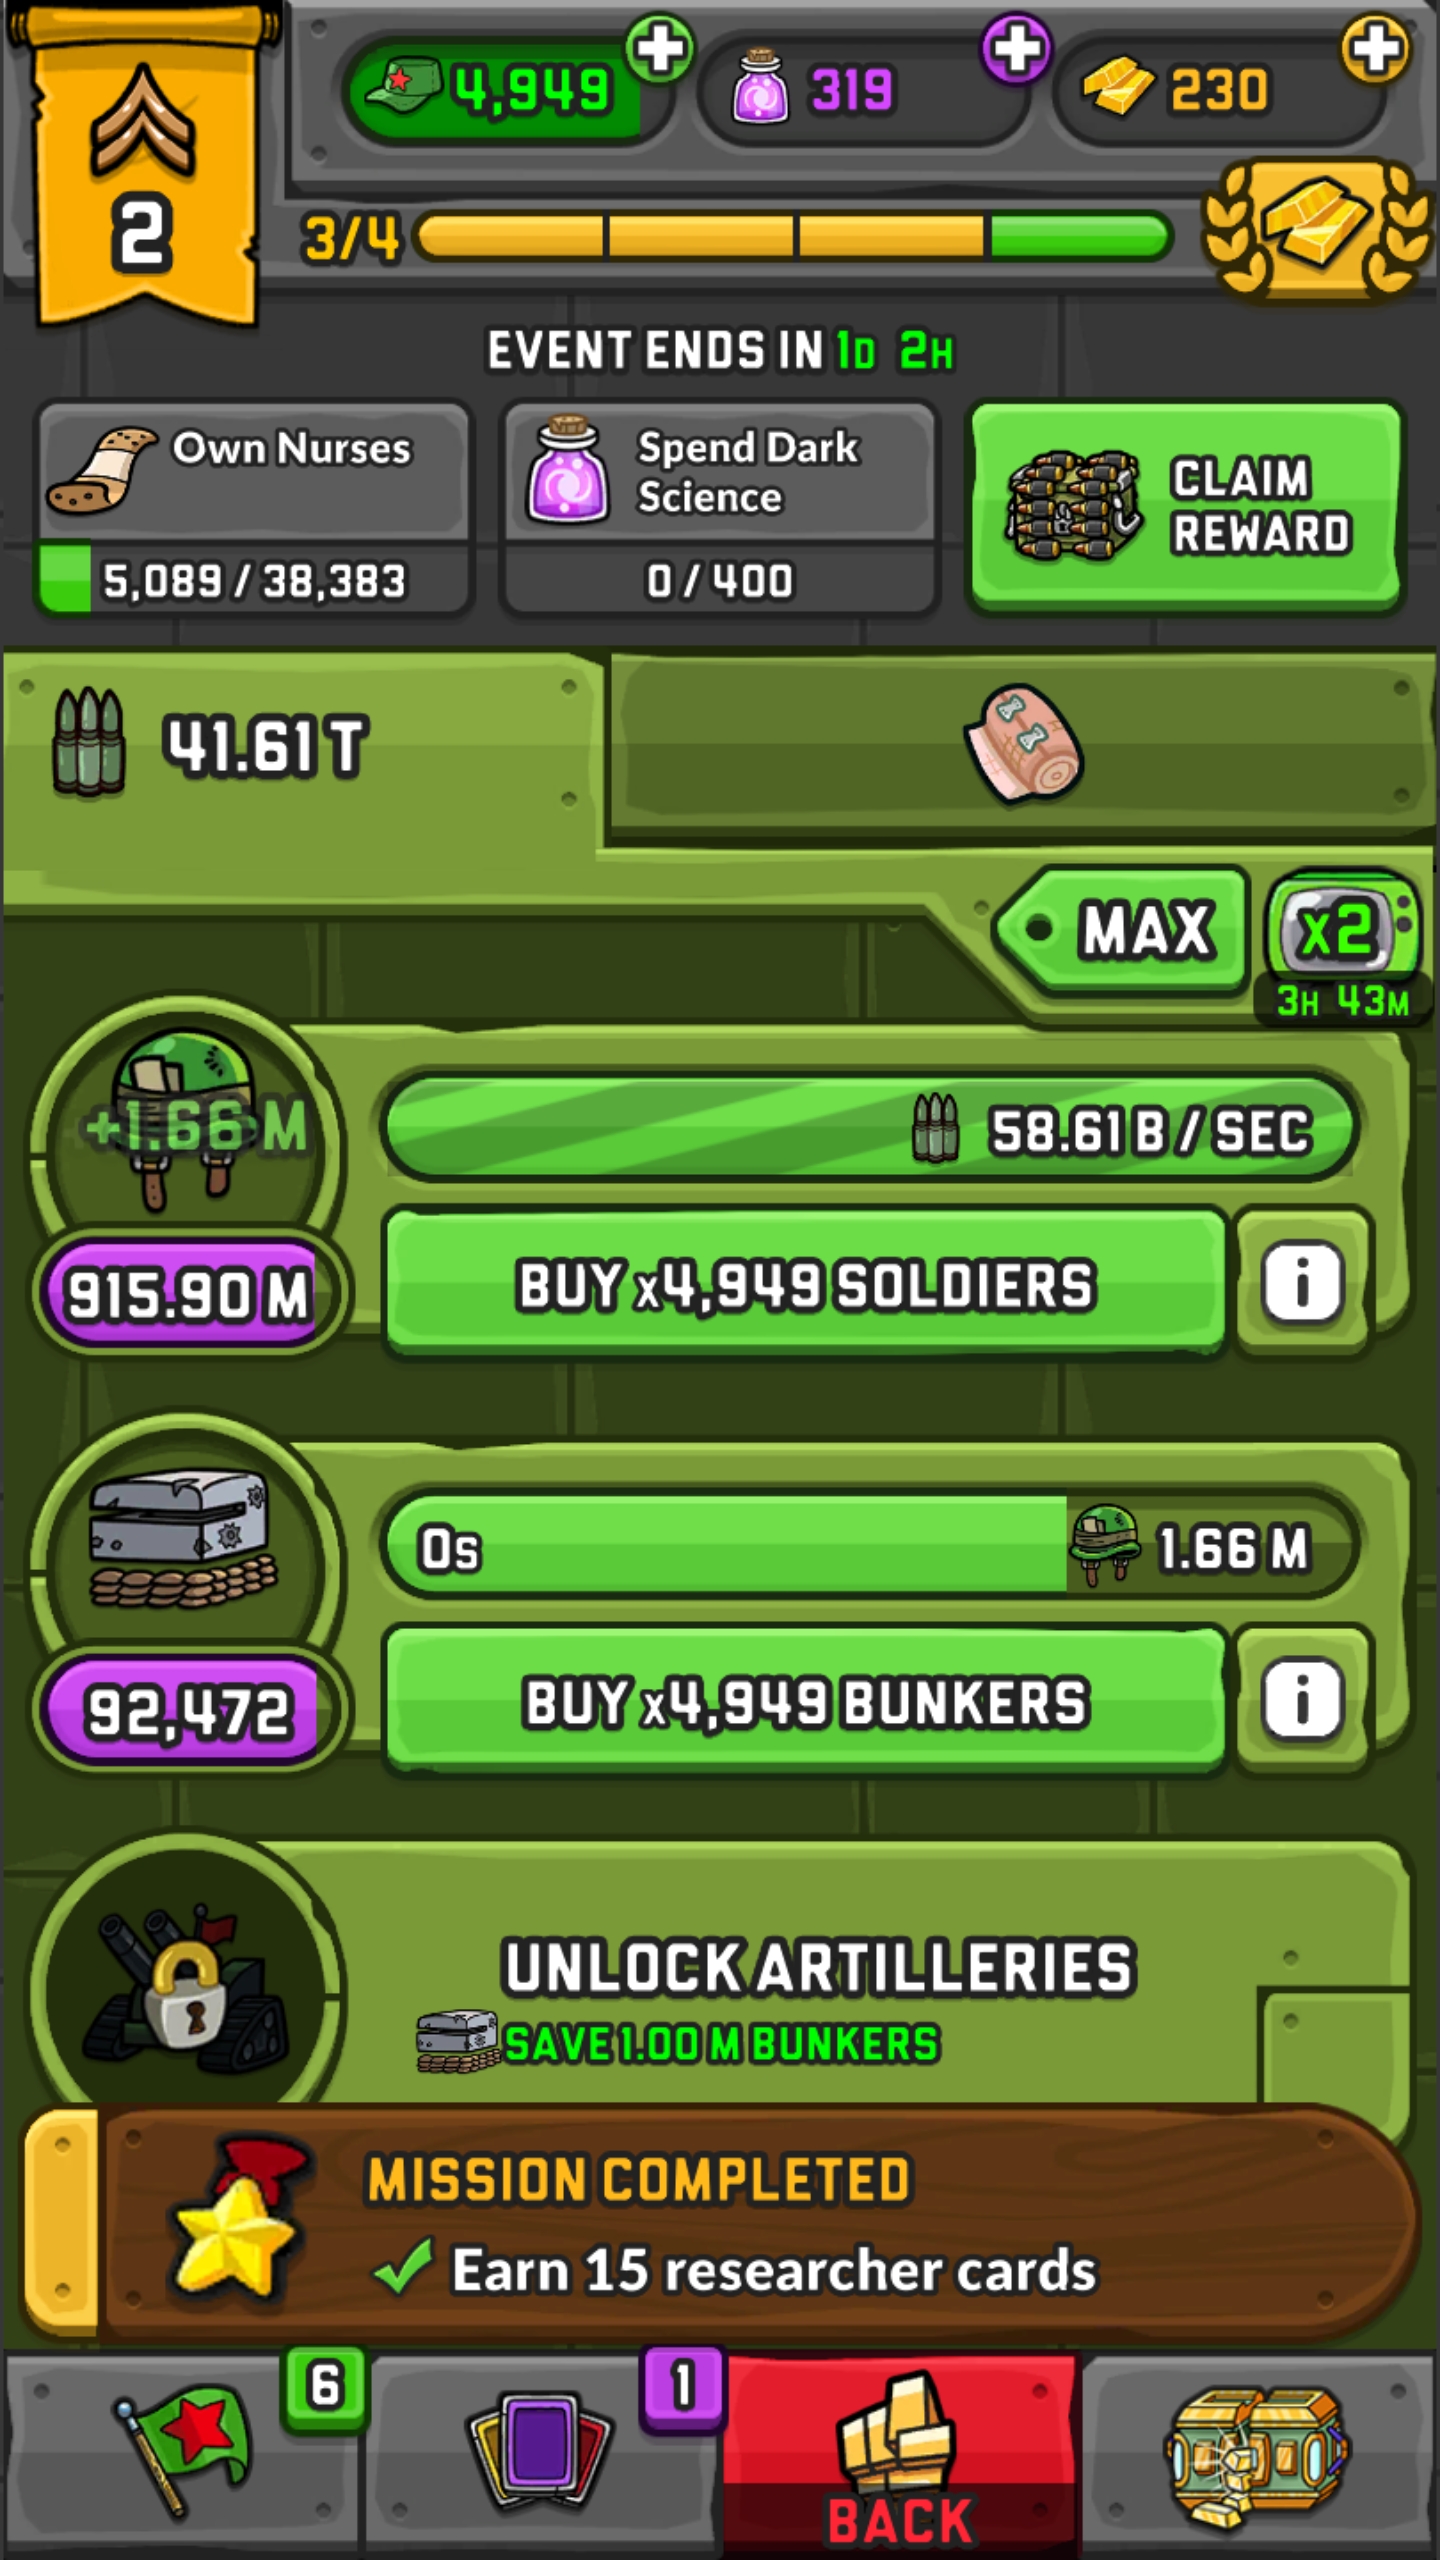 4,949
319
230
2
3/4
EVENT ENDS IN 1D 2H
Own Nurses
5,089 / 38,383
Spend Dark
Science
0 / 400
CLAIM
REWARD
41.61 T
MAX
x2
3H 43M
+1.66 M
58.61 B / SEC
915.90 M
BUY x4,949 SOLDIERS
i
0s
1.66 M
92,472
BUY x4,949 BUNKERS
i
UNLOCK ARTILLERIES
SAVE 1.00 M BUNKERS
MISSION COMPLETED
Earn 15 researcher cards
6
1
BACK